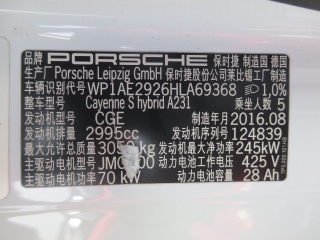 品牌 PORSCHE 保时捷 制造国 德国
生产厂 Porsche Leipzig GmbH 保时捷股份公司莱比锡工厂制造
车辆识别代号 WP1AE2926HLA69368 1,0%
整车型号 Cayenne S hybrid A231 乘坐人数 5
发动机型号 CGE 制造年月 2016.08
发动机排量 2995cc 发动机号 124839
最大允许总质量 kg 发动机最大净功率 245kW
主驱动电动机型号 动力电池工作电压 425 V
电动机功率 70 kW 动力电池容量 28 Ah